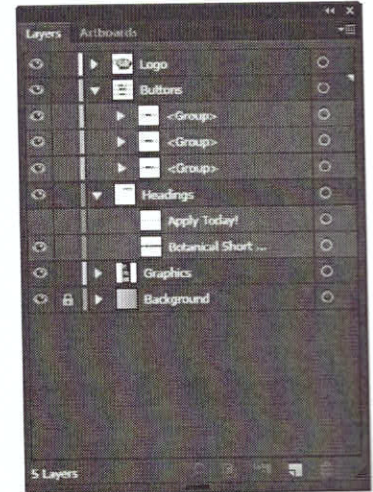 Layers Artboards
Logo
Buttons
<Group>
<Group>
<Group>
Headings
Apply Today!
Botanical Short ...
Graphics
Background
5 Layers